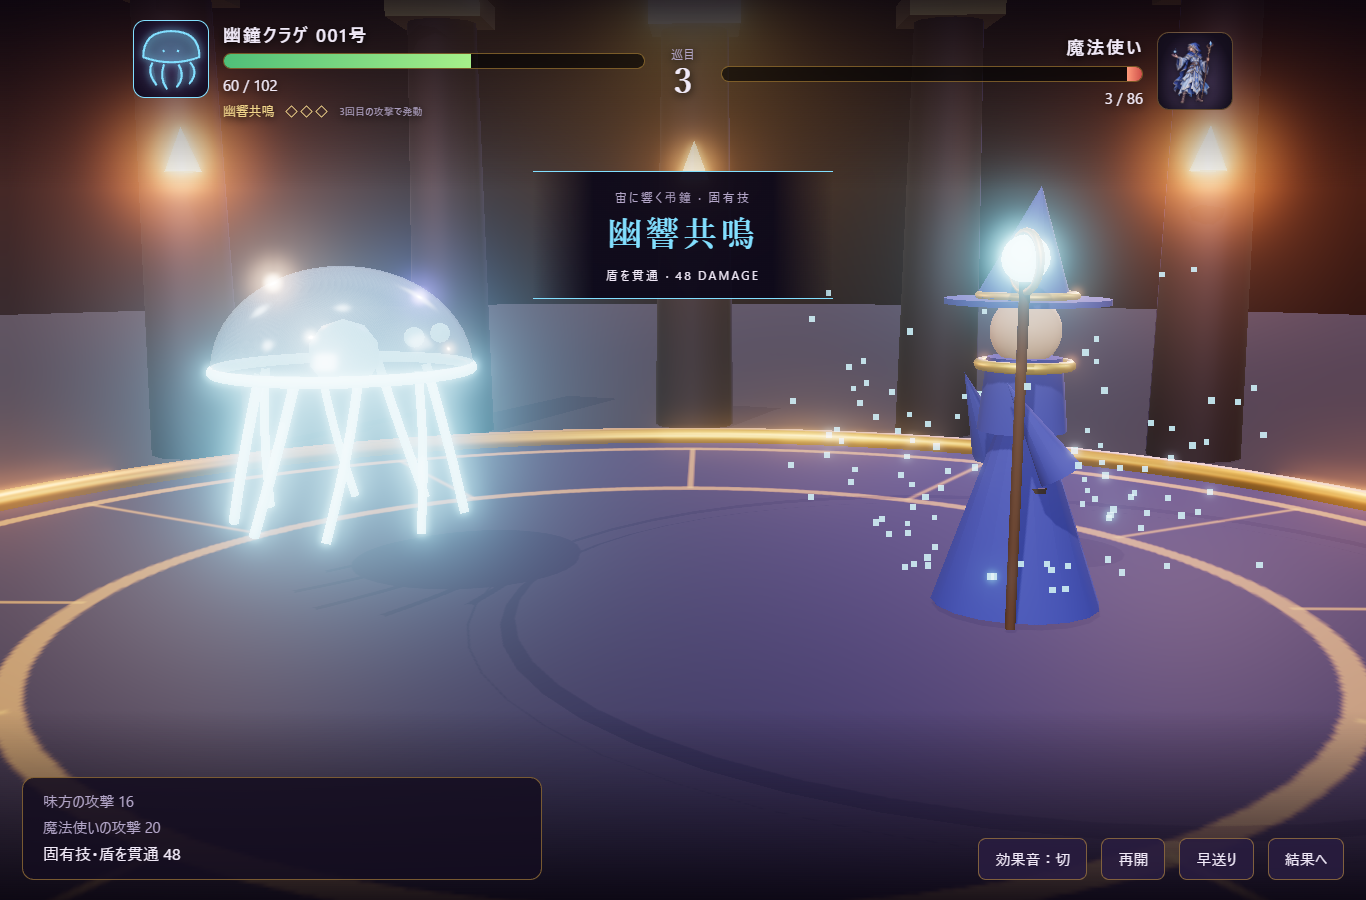 幽鐘クラゲ 001号
60 / 102
幽響共鳴 ◇◇◇ 3回目の攻撃で発動
巡目
3
魔法使い
3 / 86
宙に響く弔鐘 · 固有技
幽響共鳴
盾を貫通 · 48 DAMAGE
味方の攻撃 16
魔法使いの攻撃 20
固有技・盾を貫通 48
効果音：切
再開
早送り
結果へ